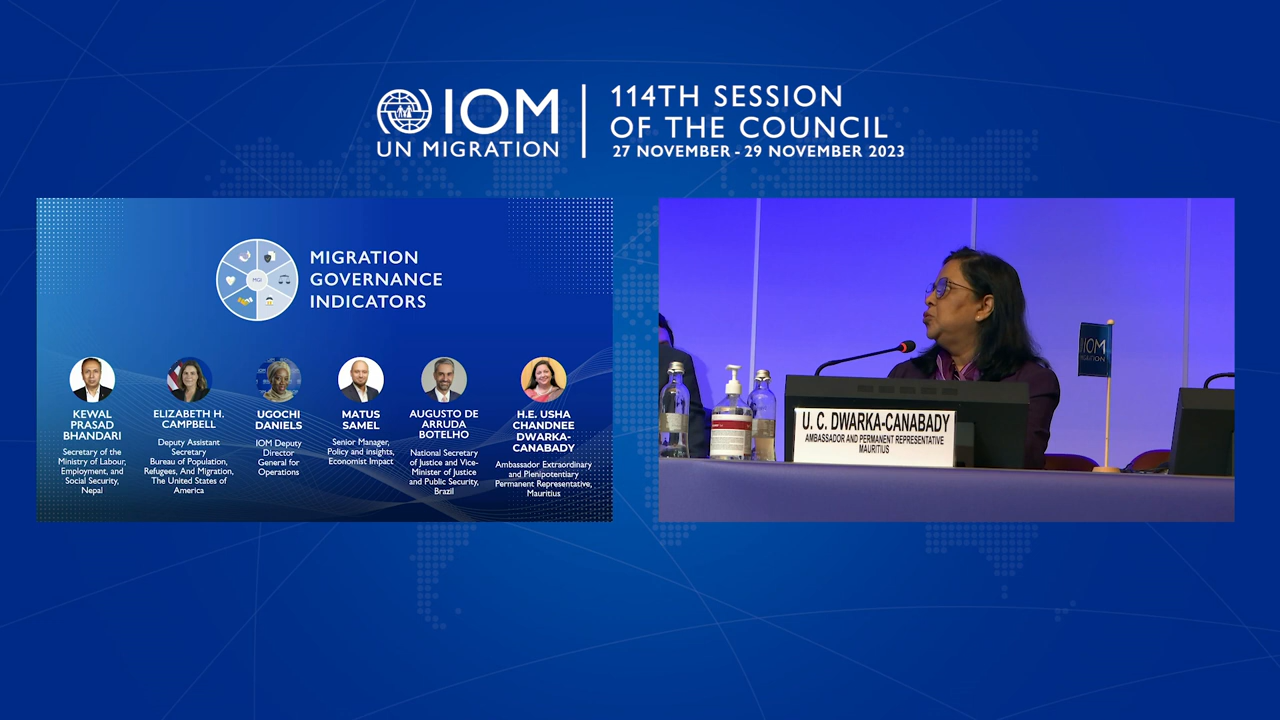 IOM
UN MIGRATION
114TH SESSION
OF THE COUNCIL
27 NOVEMBER - 29 NOVEMBER 2023
MGI
MIGRATION
GOVERNANCE
INDICATORS
KEWAL
PRASAD
BHANDARI
Secretary of the
Ministry of Labour,
Employment, and
Social Security,
Nepal
ELIZABETH H.
CAMPBELL
Deputy Assistant
Secretary
Bureau of Population,
Refugees, And Migration,
The United States of
America
UGOCHI
DANIELS
IOM Deputy
Director
General for
Operations
MATUS
SAMEL
Senior Manager,
Policy and insights,
Economist Impact
AUGUSTO DE
ARRUDA
BOTELHO
National Secretary
of Justice and Vice-
Minister of Justice
and Public Security,
Brazil
H.E. USHA
CHANDNEE
DWARKA-
CANABADY
Ambassador Extraordinary
and Plenipotentiary
Permanent Representative,
Mauritius
U. C. DWARKA-CANABADY
AMBASSADOR AND PERMANENT REPRESENTATIVE
MAURITIUS
IOM
MIGRATION